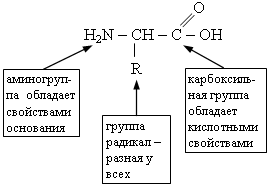 O
H₂N—CH—C—OH
R
аминогруп-
па обладает
свойствами
основания
группа
радикал –
разная у
всех
карбоксиль-
ная группа
обладает
кислотными
свойствами